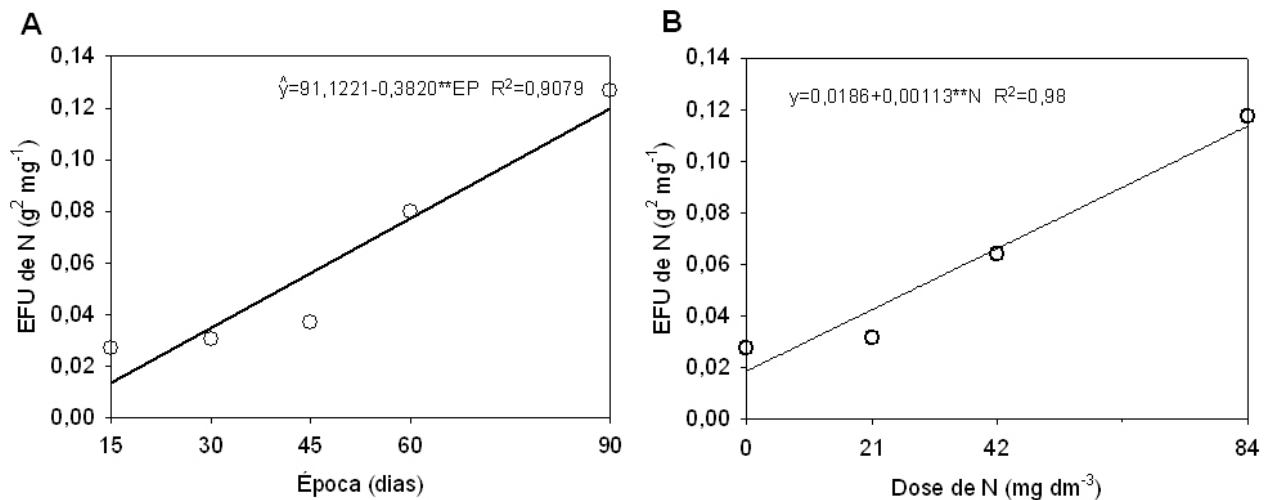 A
EFU de N (g² mg⁻¹)
0,14
0,12
0,10
0,08
0,06
0,04
0,02
0,00
ŷ=91,1221-0,3820**EP R²=0,9079
15 30 45 60 90
Época (dias)
B
EFU de N (g² mg⁻¹)
0,14
0,12
0,10
0,08
0,06
0,04
0,02
0,00
y=0,0186+0,00113**N R²=0,98
0 21 42 84
Dose de N (mg dm⁻³)